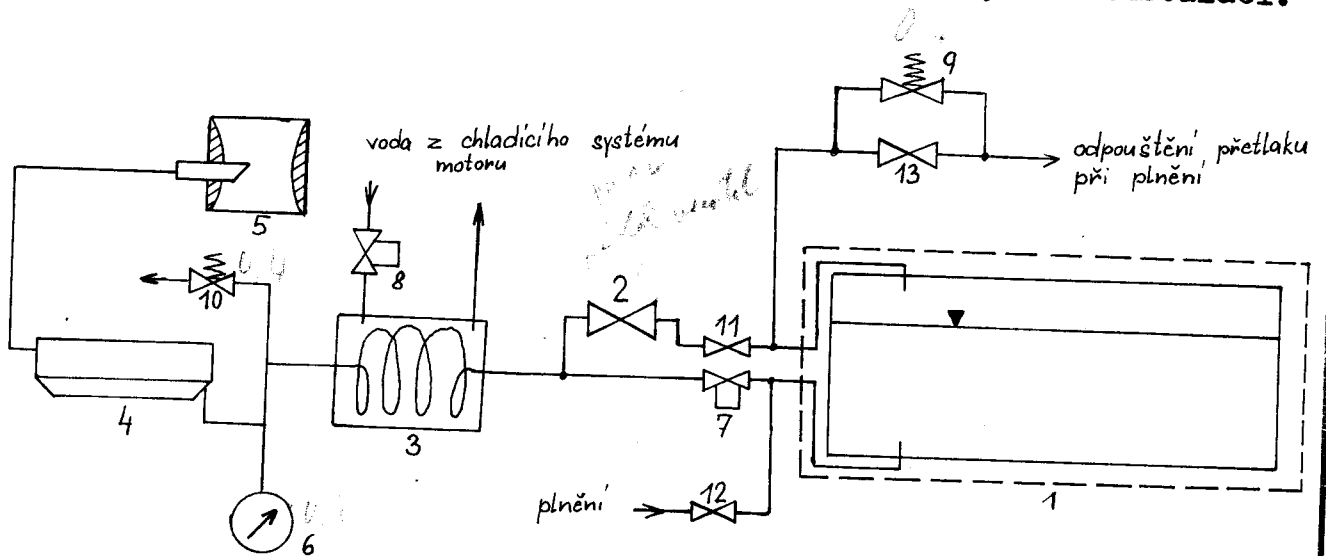 9
voda z chladícího systému
motoru
odpouštění přetlaku
při plnění
13
5
8
10
2
11
7
4
3
plnění
12
1
6